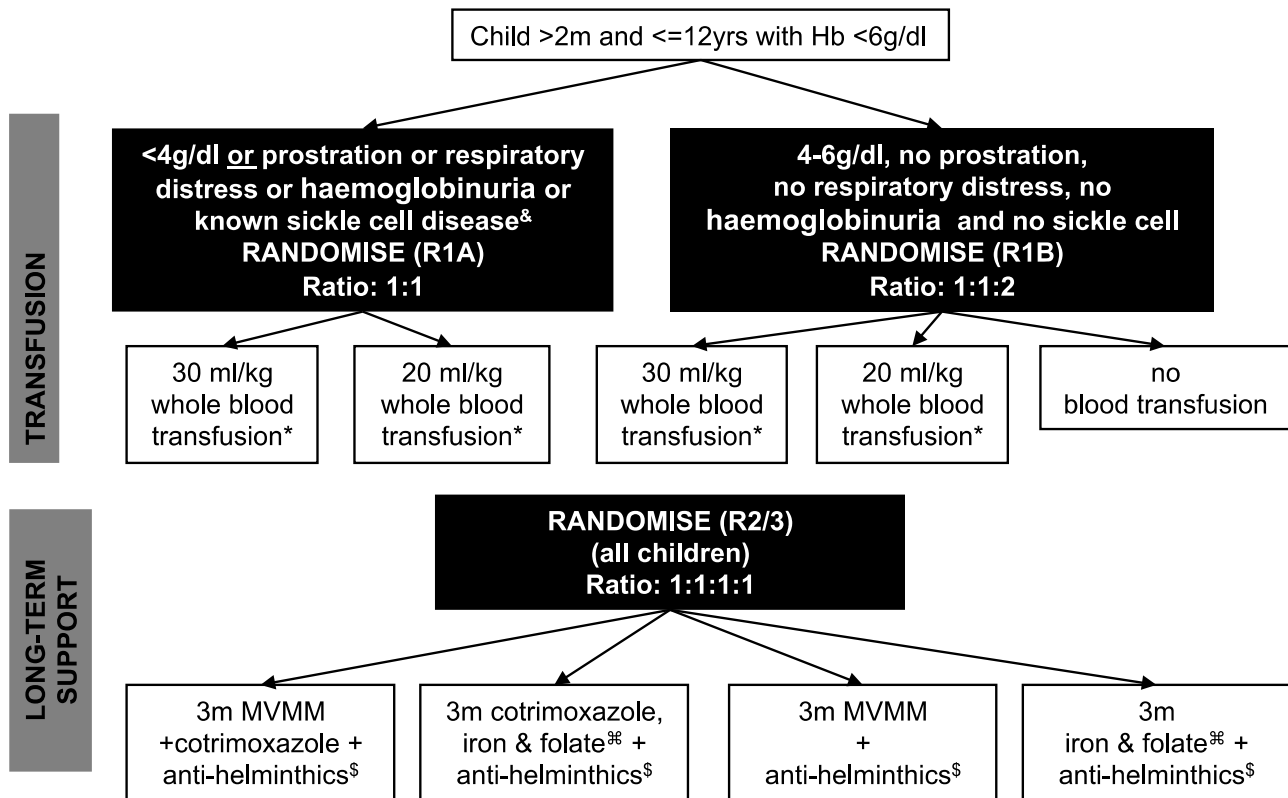 Child >2m and <=12yrs with Hb <6g/dl
TRANSFUSION
<4g/dl or prostration or respiratory
distress or haemoglobinuria or
known sickle cell disease&
RANDOMISE (R1A)
Ratio: 1:1
4-6g/dl, no prostration,
no respiratory distress, no
haemoglobinuria and no sickle cell
RANDOMISE (R1B)
Ratio: 1:1:2
30 ml/kg
whole blood
transfusion*
20 ml/kg
whole blood
transfusion*
30 ml/kg
whole blood
transfusion*
20 ml/kg
whole blood
transfusion*
no
blood transfusion
LONG-TERM
SUPPORT
RANDOMISE (R2/3)
(all children)
Ratio: 1:1:1:1
3m MVMM
+cotrimoxazole +
anti-helminthics$
3m cotrimoxazole,
iron & folate⌘ +
anti-helminthics$
3m MVMM
+
anti-helminthics$
3m
iron & folate⌘ +
anti-helminthics$